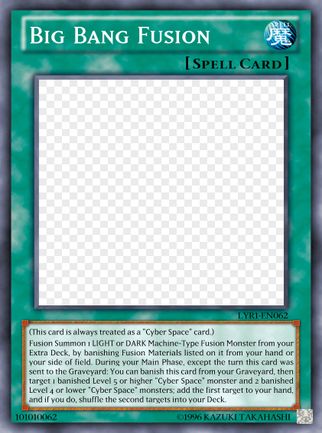 BIG BANG FUSION
SPELL
魔
[SPELL CARD]
LYR1-EN062
(This card is always treated as a "Cyber Space" card.)
Fusion Summon 1 LIGHT or DARK Machine-Type Fusion Monster from your
Extra Deck, by banishing Fusion Materials listed on it from your hand or
your side of field. During your Main Phase, except the turn this card was
sent to the Graveyard: You can banish this card from your Graveyard, then
target 1 banished Level 5 or higher "Cyber Space" monster and 2 banished
Level 4 or lower "Cyber Space" monsters; add the first target to your hand,
and if you do, shuffle the second targets into your Deck.
101010062
©1996 KAZUKI TAKAHASHI